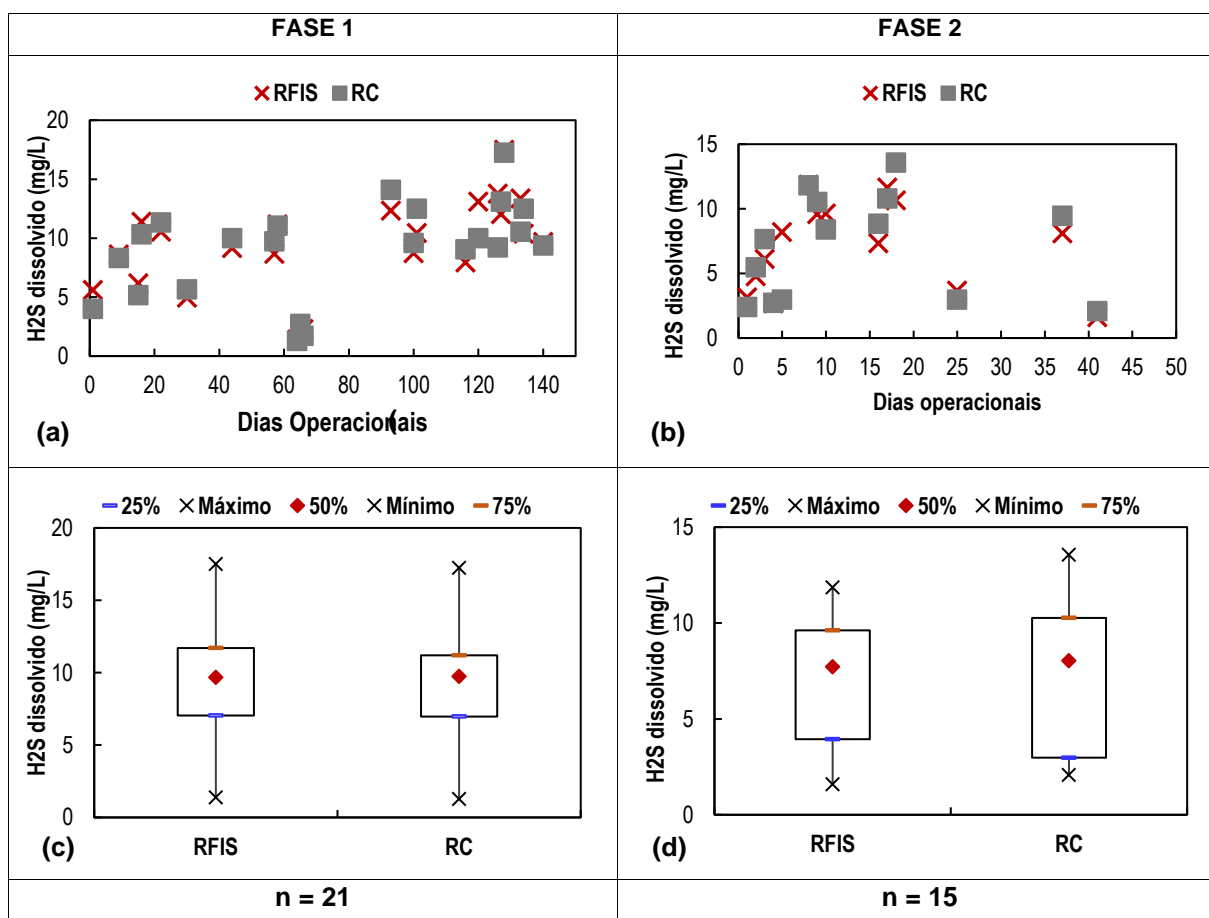 FASE 1
FASE 2
RFIS RC
H2S dissolvido (mg/L)
20
15
10
5
0
0 20 40 60 80 100 120 140
Dias Operacionais
(
(a)
RFIS RC
H2S dissolvido (mg/L)
15
10
5
0
0 5 10 15 20 25 30 35 40 45 50
Dias operacionais
(b)
25% Máximo 50% Mínimo 75%
H2S dissolvido (mg/L)
20
15
10
5
0
RFIS RC
(c)
25% Máximo 50% Mínimo 75%
H2S dissolvido (mg/L)
15
10
5
0
RFIS RC
(d)
n = 21
n = 15